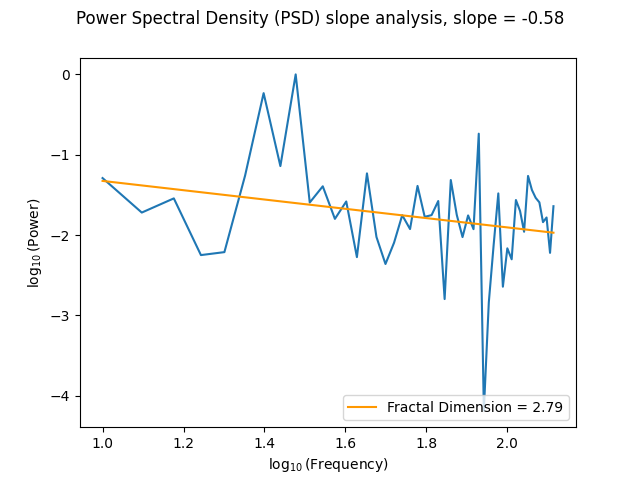 Power Spectral Density (PSD) slope analysis, slope = -0.58
0
−1
−2
−3
−4
log₁₀(Power)
1.0 1.2 1.4 1.6 1.8 2.0
log₁₀(Frequency)
Fractal Dimension = 2.79